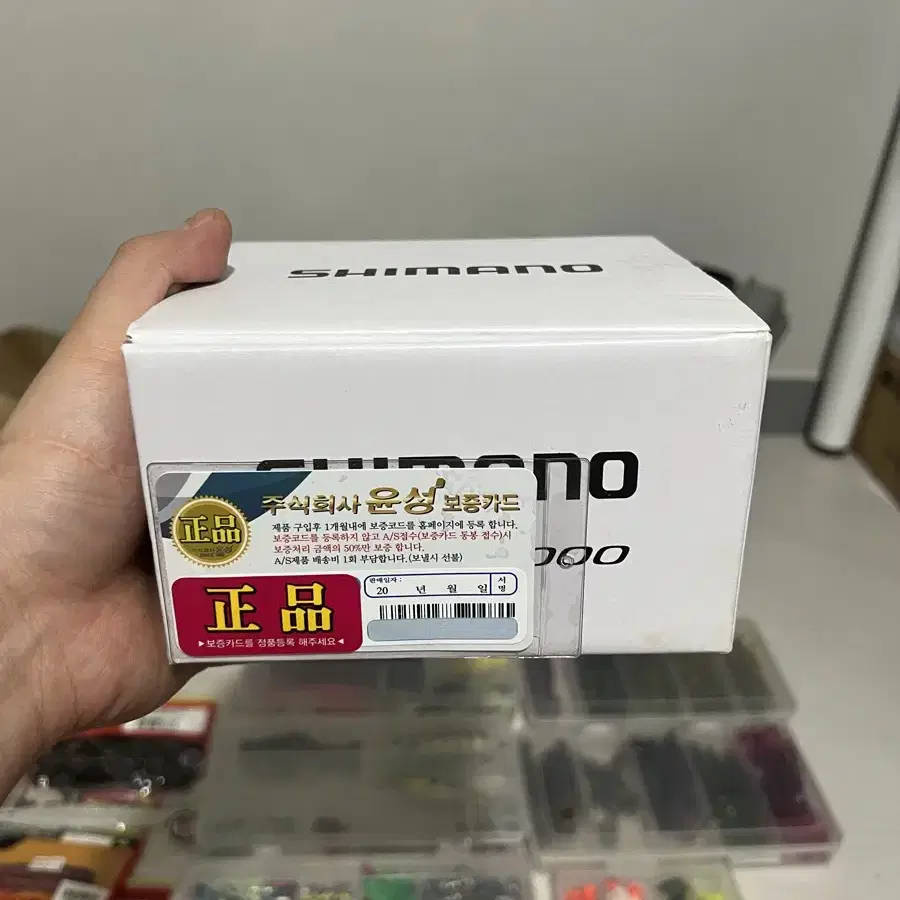 SHIMANO
SHIMANO
000
주식회사 윤성 보증카드
正品
제품 구입후 1개월내에 보증코드를 홈페이지에 등록 합니다.
보증코드를 등록하지 않고 A/S접수(보증카드 동봉 접수)시
보증처리 금액의 50%만 보증 합니다.
A/S제품 배송비 1회 부담합니다.(보낼시 선불)
正品
▶보증카드를 정품등록 해주세요◀
판매일자 :
20 년 월 일
서명